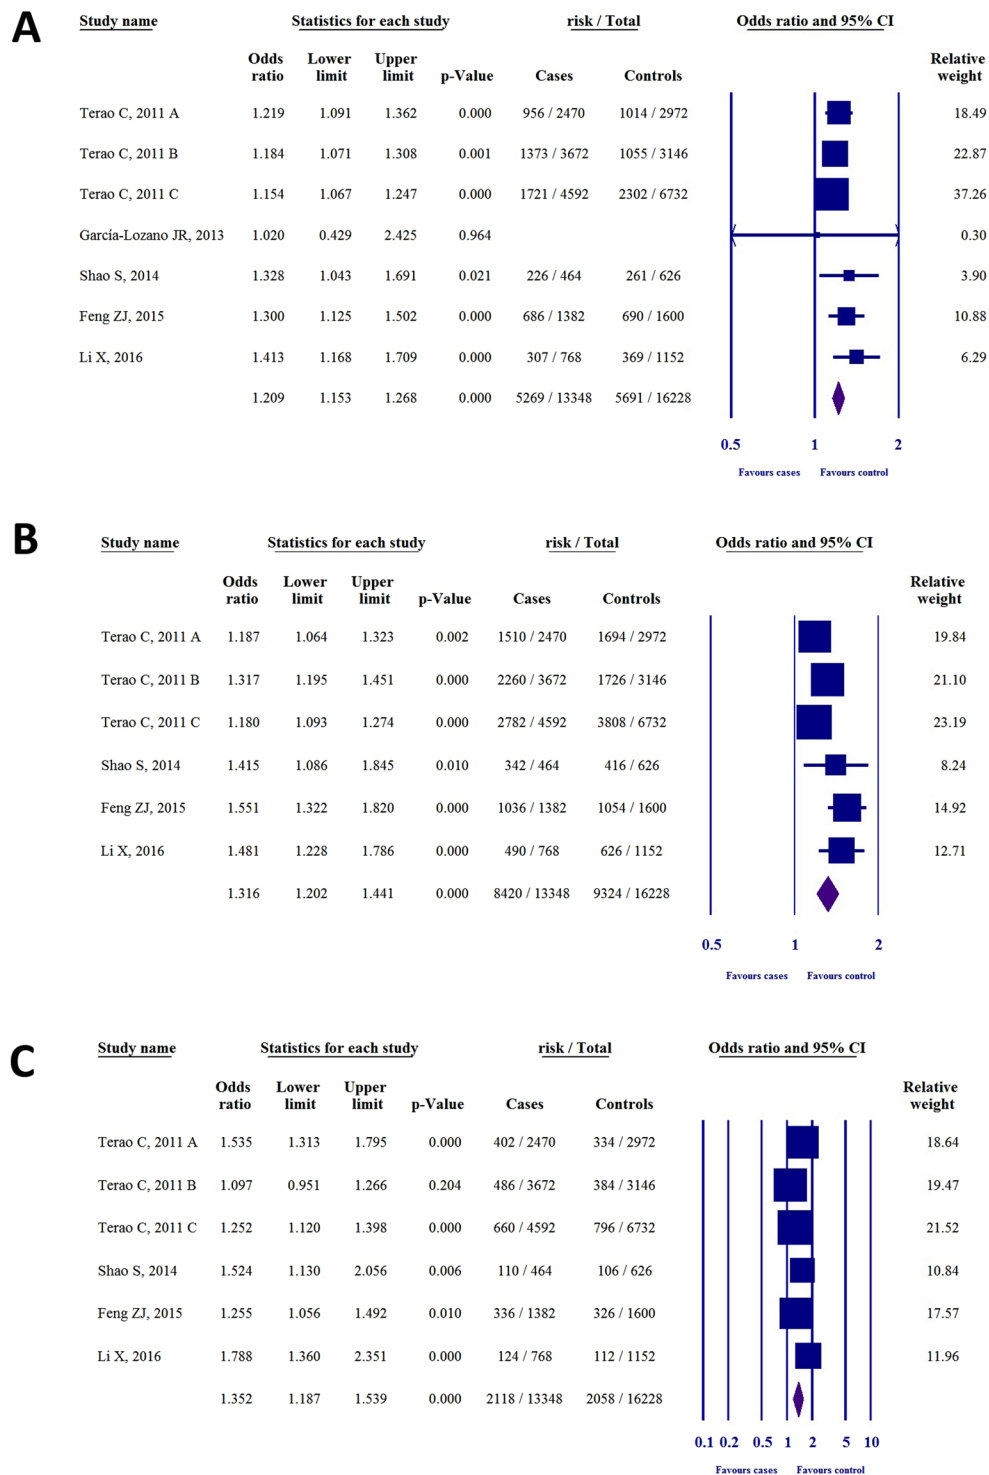 A
Study name Statistics for each study risk / Total Odds ratio and 95% CI
Odds Lower Upper Relative
ratio limit limit p-Value Cases Controls weight
Terao C, 2011 A 1.219 1.091 1.362 0.000 956 / 2470 1014 / 2972 18.49
Terao C, 2011 B 1.184 1.071 1.308 0.001 1373 / 3672 1055 / 3146 22.87
Terao C, 2011 C 1.154 1.067 1.247 0.000 1721 / 4592 2302 / 6732 37.26
García-Lozano JR, 2013 1.020 0.429 2.425 0.964 0.30
Shao S, 2014 1.328 1.043 1.691 0.021 226 / 464 261 / 626 3.90
Feng ZJ, 2015 1.300 1.125 1.502 0.000 686 / 1382 690 / 1600 10.88
Li X, 2016 1.413 1.168 1.709 0.000 307 / 768 369 / 1152 6.29
1.209 1.153 1.268 0.000 5269 / 13348 5691 / 16228
0.5 1 2
Favours cases Favours control
B
Study name Statistics for each study risk / Total Odds ratio and 95% CI
Odds Lower Upper Relative
ratio limit limit p-Value Cases Controls weight
Terao C, 2011 A 1.187 1.064 1.323 0.002 1510 / 2470 1694 / 2972 19.84
Terao C, 2011 B 1.317 1.195 1.451 0.000 2260 / 3672 1726 / 3146 21.10
Terao C, 2011 C 1.180 1.093 1.274 0.000 2782 / 4592 3808 / 6732 23.19
Shao S, 2014 1.415 1.086 1.845 0.010 342 / 464 416 / 626 8.24
Feng ZJ, 2015 1.551 1.322 1.820 0.000 1036 / 1382 1054 / 1600 14.92
Li X, 2016 1.481 1.228 1.786 0.000 490 / 768 626 / 1152 12.71
1.316 1.202 1.441 0.000 8420 / 13348 9324 / 16228
0.5 1 2
Favours cases Favours control
C
Study name Statistics for each study risk / Total Odds ratio and 95% CI
Odds Lower Upper Relative
ratio limit limit p-Value Cases Controls weight
Terao C, 2011 A 1.535 1.313 1.795 0.000 402 / 2470 334 / 2972 18.64
Terao C, 2011 B 1.097 0.951 1.266 0.204 486 / 3672 384 / 3146 19.47
Terao C, 2011 C 1.252 1.120 1.398 0.000 660 / 4592 796 / 6732 21.52
Shao S, 2014 1.524 1.130 2.056 0.006 110 / 464 106 / 626 10.84
Feng ZJ, 2015 1.255 1.056 1.492 0.010 336 / 1382 326 / 1600 17.57
Li X, 2016 1.788 1.360 2.351 0.000 124 / 768 112 / 1152 11.96
1.352 1.187 1.539 0.000 2118 / 13348 2058 / 16228
0.1 0.2 0.5 1 2 5 10
Favours cases Favours control